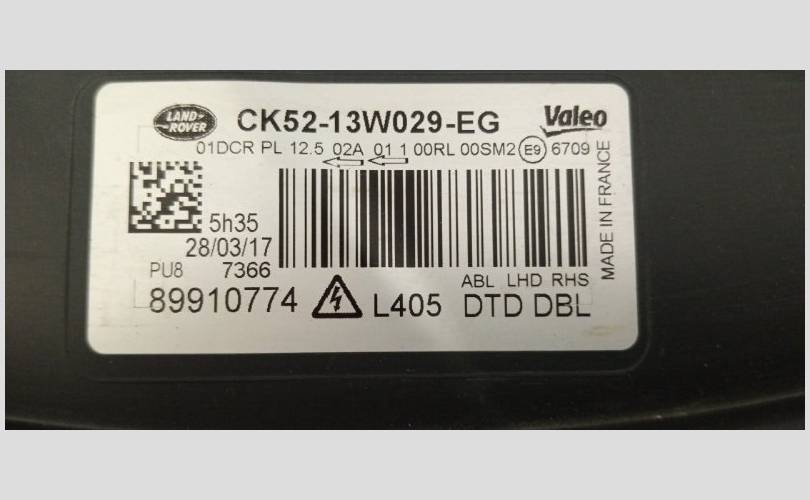 LAND-
ROVER
CK52-13W029-EG
Valeo
01DCR PL 12.5 02A 01 1 00RL 00SM2 E9 6709
5h35
28/03/17
PU8 7366
MADE IN FRANCE
ABL LHD RHS
89910774 L405 DTD DBL